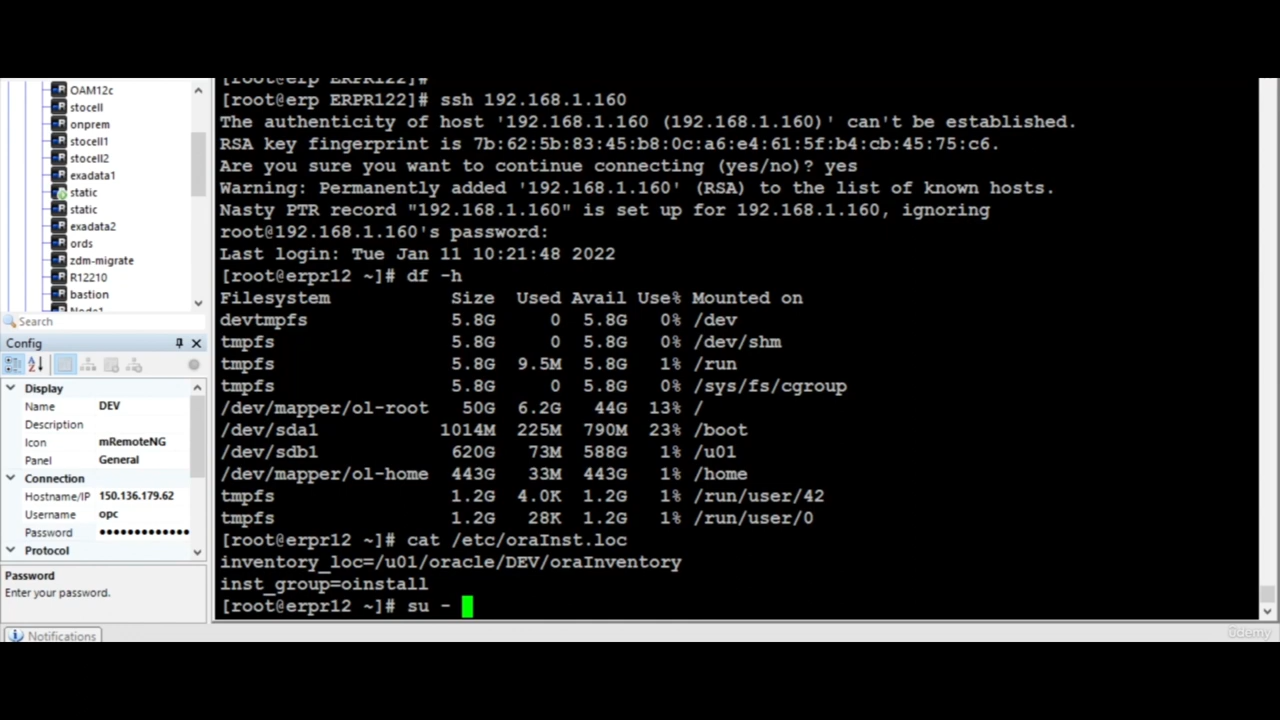 OAM12c
stocell
onprem
stocell1
stocell2
exadata1
static
static
exadata2
ords
zdm-migrate
R12210
bastion
Node1
Search
Config
Display
Name DEV
Description
Icon mRemoteNG
Panel General
Connection
Hostname/IP 150.136.179.62
Username opc
Password ●●●●●●●●●●●●●●
Protocol
Password
Enter your password.
Notifications
[root@erp ERPR122]#
[root@erp ERPR122]# ssh 192.168.1.160
The authenticity of host '192.168.1.160 (192.168.1.160)' can't be established.
RSA key fingerprint is 7b:62:5b:83:45:b8:0c:a6:e4:61:5f:b4:cb:45:75:c6.
Are you sure you want to continue connecting (yes/no)? yes
Warning: Permanently added '192.168.1.160' (RSA) to the list of known hosts.
Nasty PTR record "192.168.1.160" is set up for 192.168.1.160, ignoring
root@192.168.1.160's password:
Last login: Tue Jan 11 10:21:48 2022
[root@erpr12 ~]# df -h
Filesystem Size Used Avail Use% Mounted on
devtmpfs 5.8G 0 5.8G 0% /dev
tmpfs 5.8G 0 5.8G 0% /dev/shm
tmpfs 5.8G 9.5M 5.8G 1% /run
tmpfs 5.8G 0 5.8G 0% /sys/fs/cgroup
/dev/mapper/ol-root 50G 6.2G 44G 13% /
/dev/sda1 1014M 225M 790M 23% /boot
/dev/sdb1 620G 73M 588G 1% /u01
/dev/mapper/ol-home 443G 33M 443G 1% /home
tmpfs 1.2G 4.0K 1.2G 1% /run/user/42
tmpfs 1.2G 28K 1.2G 1% /run/user/0
[root@erpr12 ~]# cat /etc/oraInst.loc
inventory_loc=/u01/oracle/DEV/oraInventory
inst_group=oinstall
[root@erpr12 ~]# su -
ûdemy